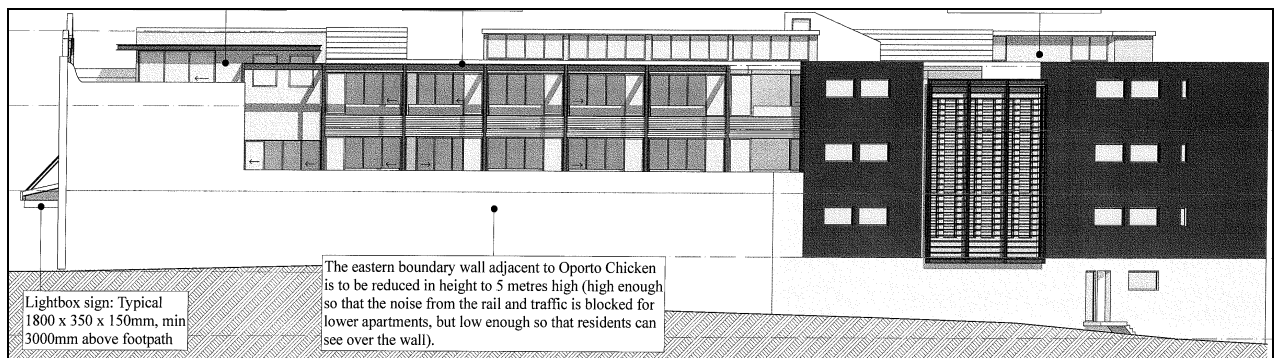 The eastern boundary wall adjacent to Oporto Chicken
is to be reduced in height to 5 metres high (high enough
so that the noise from the rail and traffic is blocked for
lower apartments, but low enough so that residents can
see over the wall).
Lightbox sign: Typical
1800 x 350 x 150mm, min
3000mm above footpath